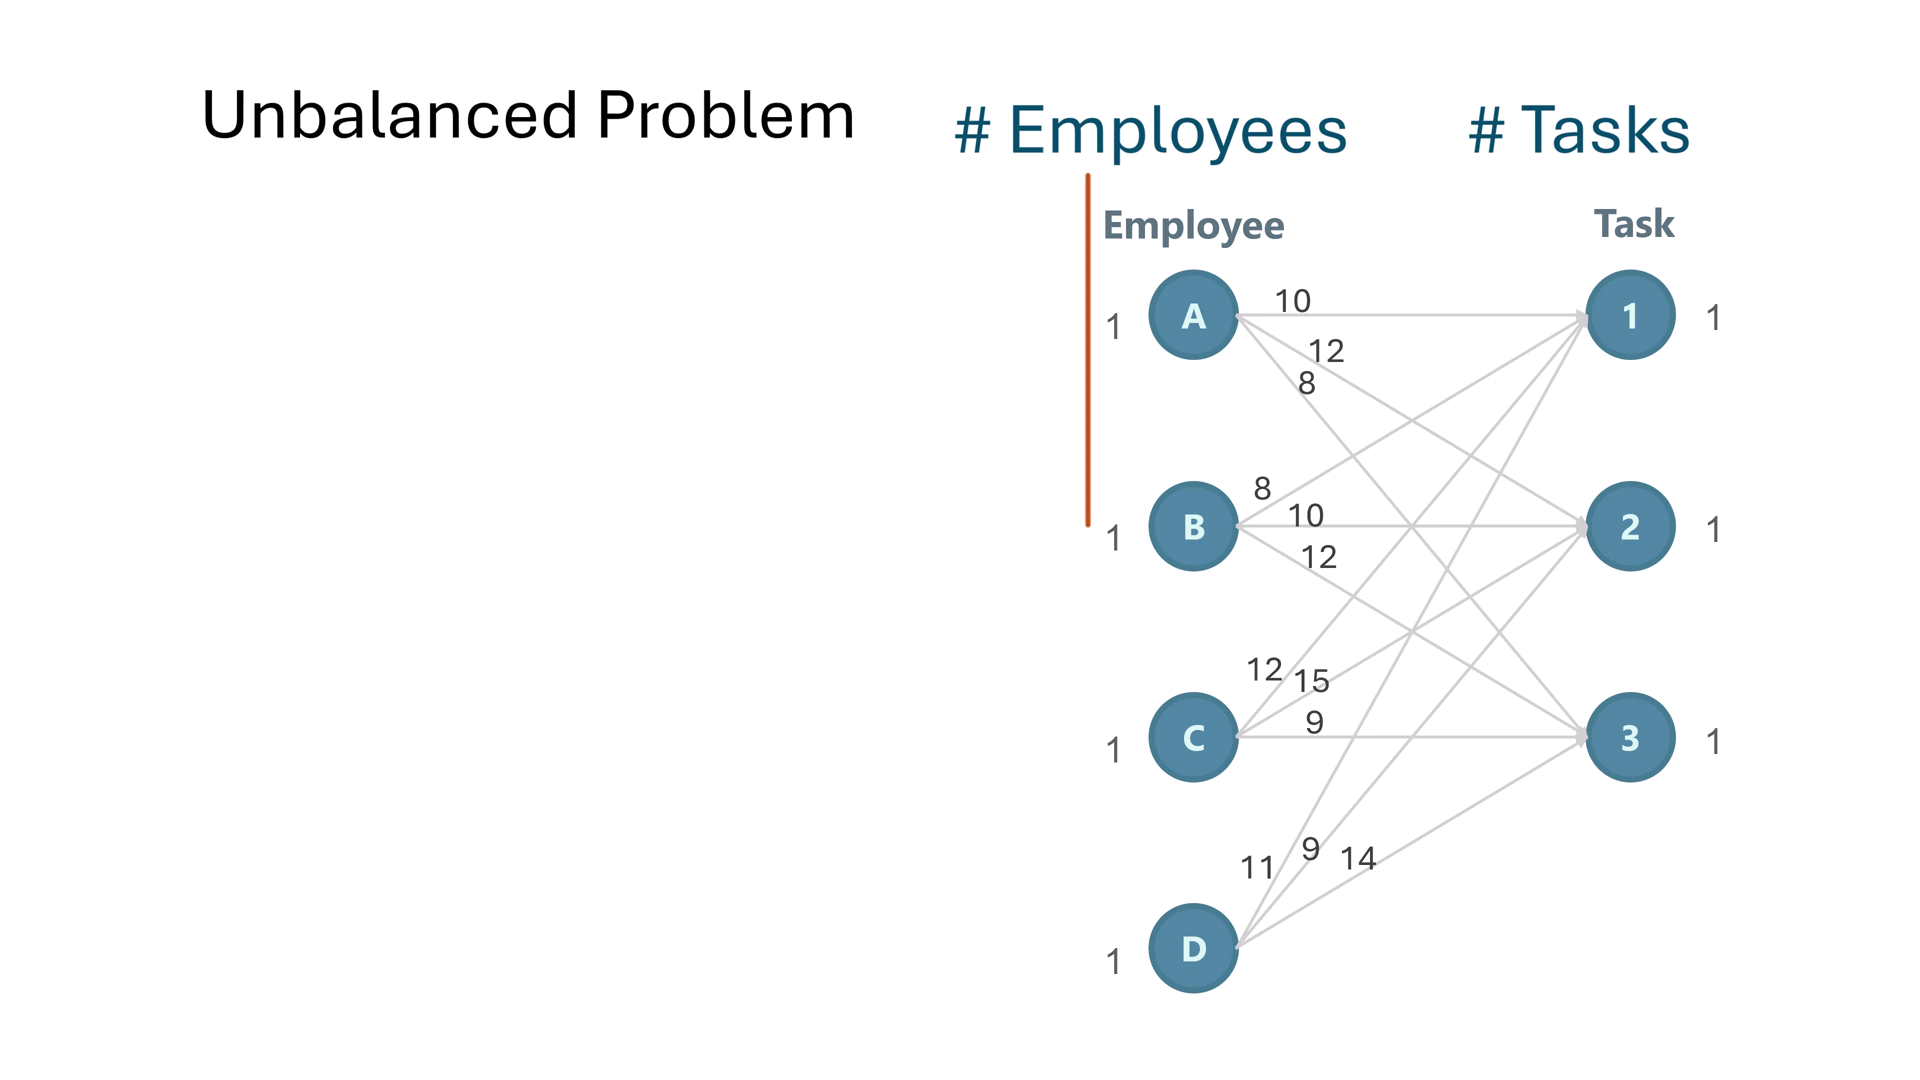 Unbalanced Problem
# Employees # Tasks
Employee Task
10
1 A 1 1
12
8
8
10
1 B 2 1
12
12 15
9
1 C 3 1
11 9 14
1 D